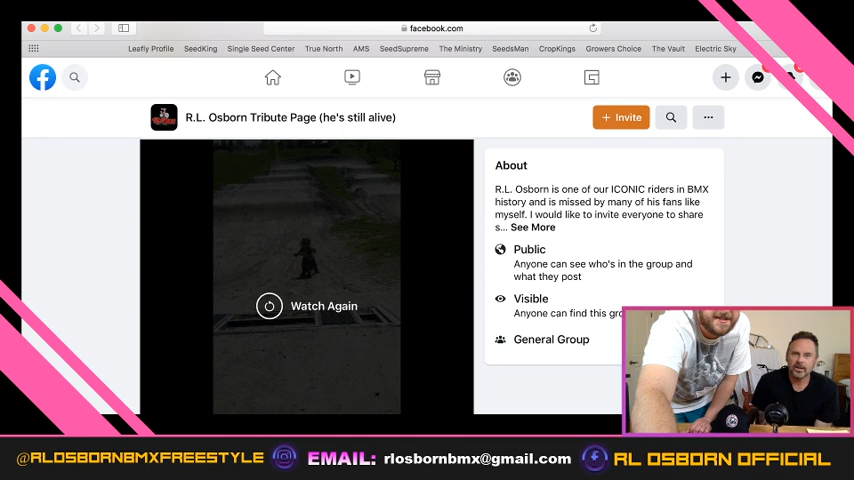 facebook.com
Leafly Profile SeedKing Single Seed Center True North AMS SeedSupreme The Ministry SeedsMan CropKings Growers Choice The Vault Electric Sky
R.L. Osborn Tribute Page (he's still alive)
+ Invite
About
R.L. Osborn is one of our ICONIC riders in BMX
history and is missed by many of his fans like
myself. I would like to invite everyone to share
s... See More
Public
Anyone can see who's in the group and
what they post
Visible
Anyone can find this gro
General Group
Watch Again
@RLOSBORNBMXFREESTYLE EMAIL: rlosbornbmx@gmail.com RL OSBORN OFFICIAL